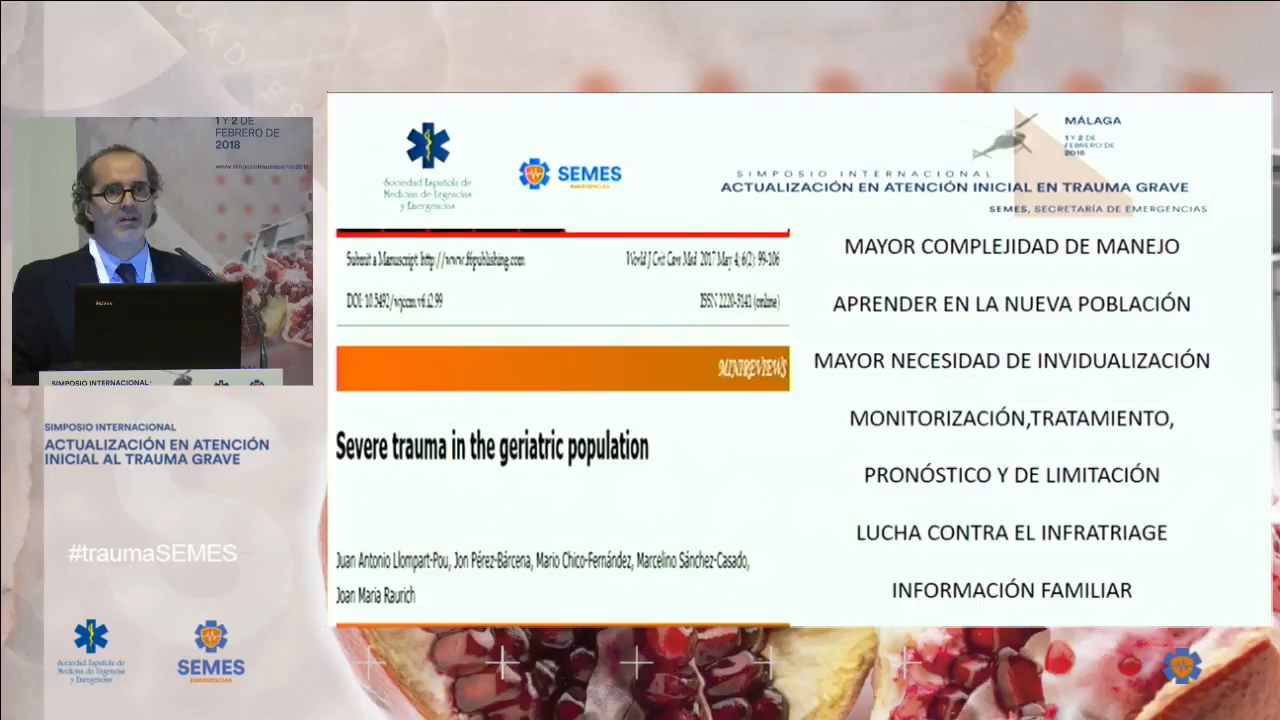 1 Y 2 DE
FEBRERO DE
2018
SIMPOSIO INTERNACIONAL:
SIMPOSIO INTERNACIONAL
ACTUALIZACIÓN EN ATENCIÓN
INICIAL AL TRAUMA GRAVE
#traumaSEMES
Sociedad Española de
Medicina de Urgencias
y Emergencias
SEMES
EMERGENCIAS
Sociedad Española de
Medicina de Urgencias
y Emergencias
SEMES
EMERGENCIAS
MÁLAGA
1 Y 2 DE
FEBRERO DE
2018
SIMPOSIO INTERNACIONAL
ACTUALIZACIÓN EN ATENCIÓN INICIAL EN TRAUMA GRAVE
SEMES, SECRETARÍA DE EMERGENCIAS
Submit a Manuscript: http://www.f6publishing.com
World J Crit Care Med 2017 May 4; 6(2): 99-106
DOI: 10.5492/wjccm.v6.i2.99
ISSN 2220-3141 (online)
MINIREVIEWS
Severe trauma in the geriatric population
Juan Antonio Llompart-Pou, Jon Pérez-Bárcena, Mario Chico-Fernández, Marcelino Sánchez-Casado,
Joan Maria Raurich
MAYOR COMPLEJIDAD DE MANEJO
APRENDER EN LA NUEVA POBLACIÓN
MAYOR NECESIDAD DE INVIDUALIZACIÓN
MONITORIZACIÓN,TRATAMIENTO,
PRONÓSTICO Y DE LIMITACIÓN
LUCHA CONTRA EL INFRATRIAGE
INFORMACIÓN FAMILIAR